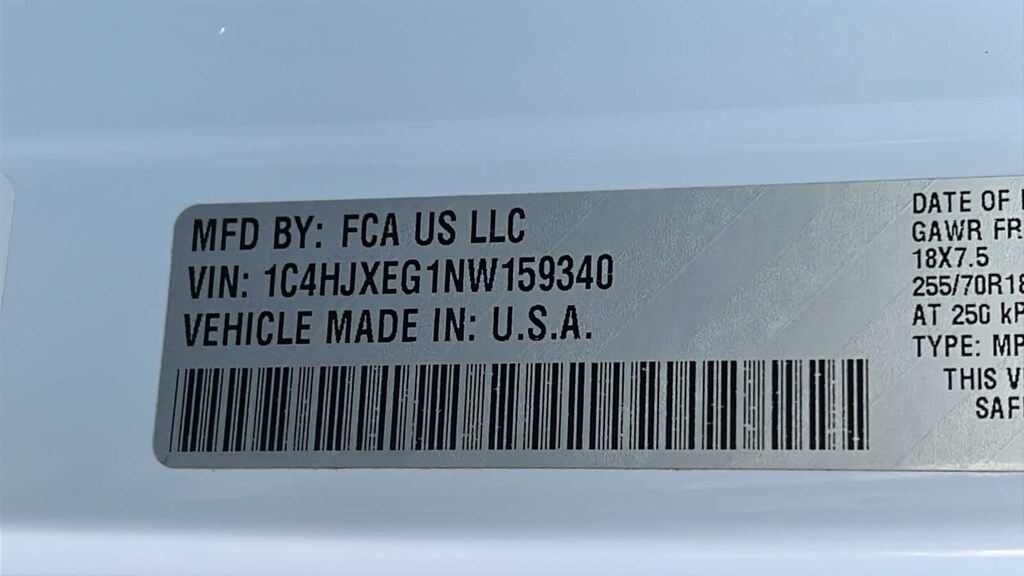 MFD BY: FCA US LLC
VIN: 1C4HJXEG1NW159340
VEHICLE MADE IN: U.S.A.
DATE OF
GAWR FR
18X7.5
255/70R18
AT 250 kP
TYPE: MP
THIS V
SAF